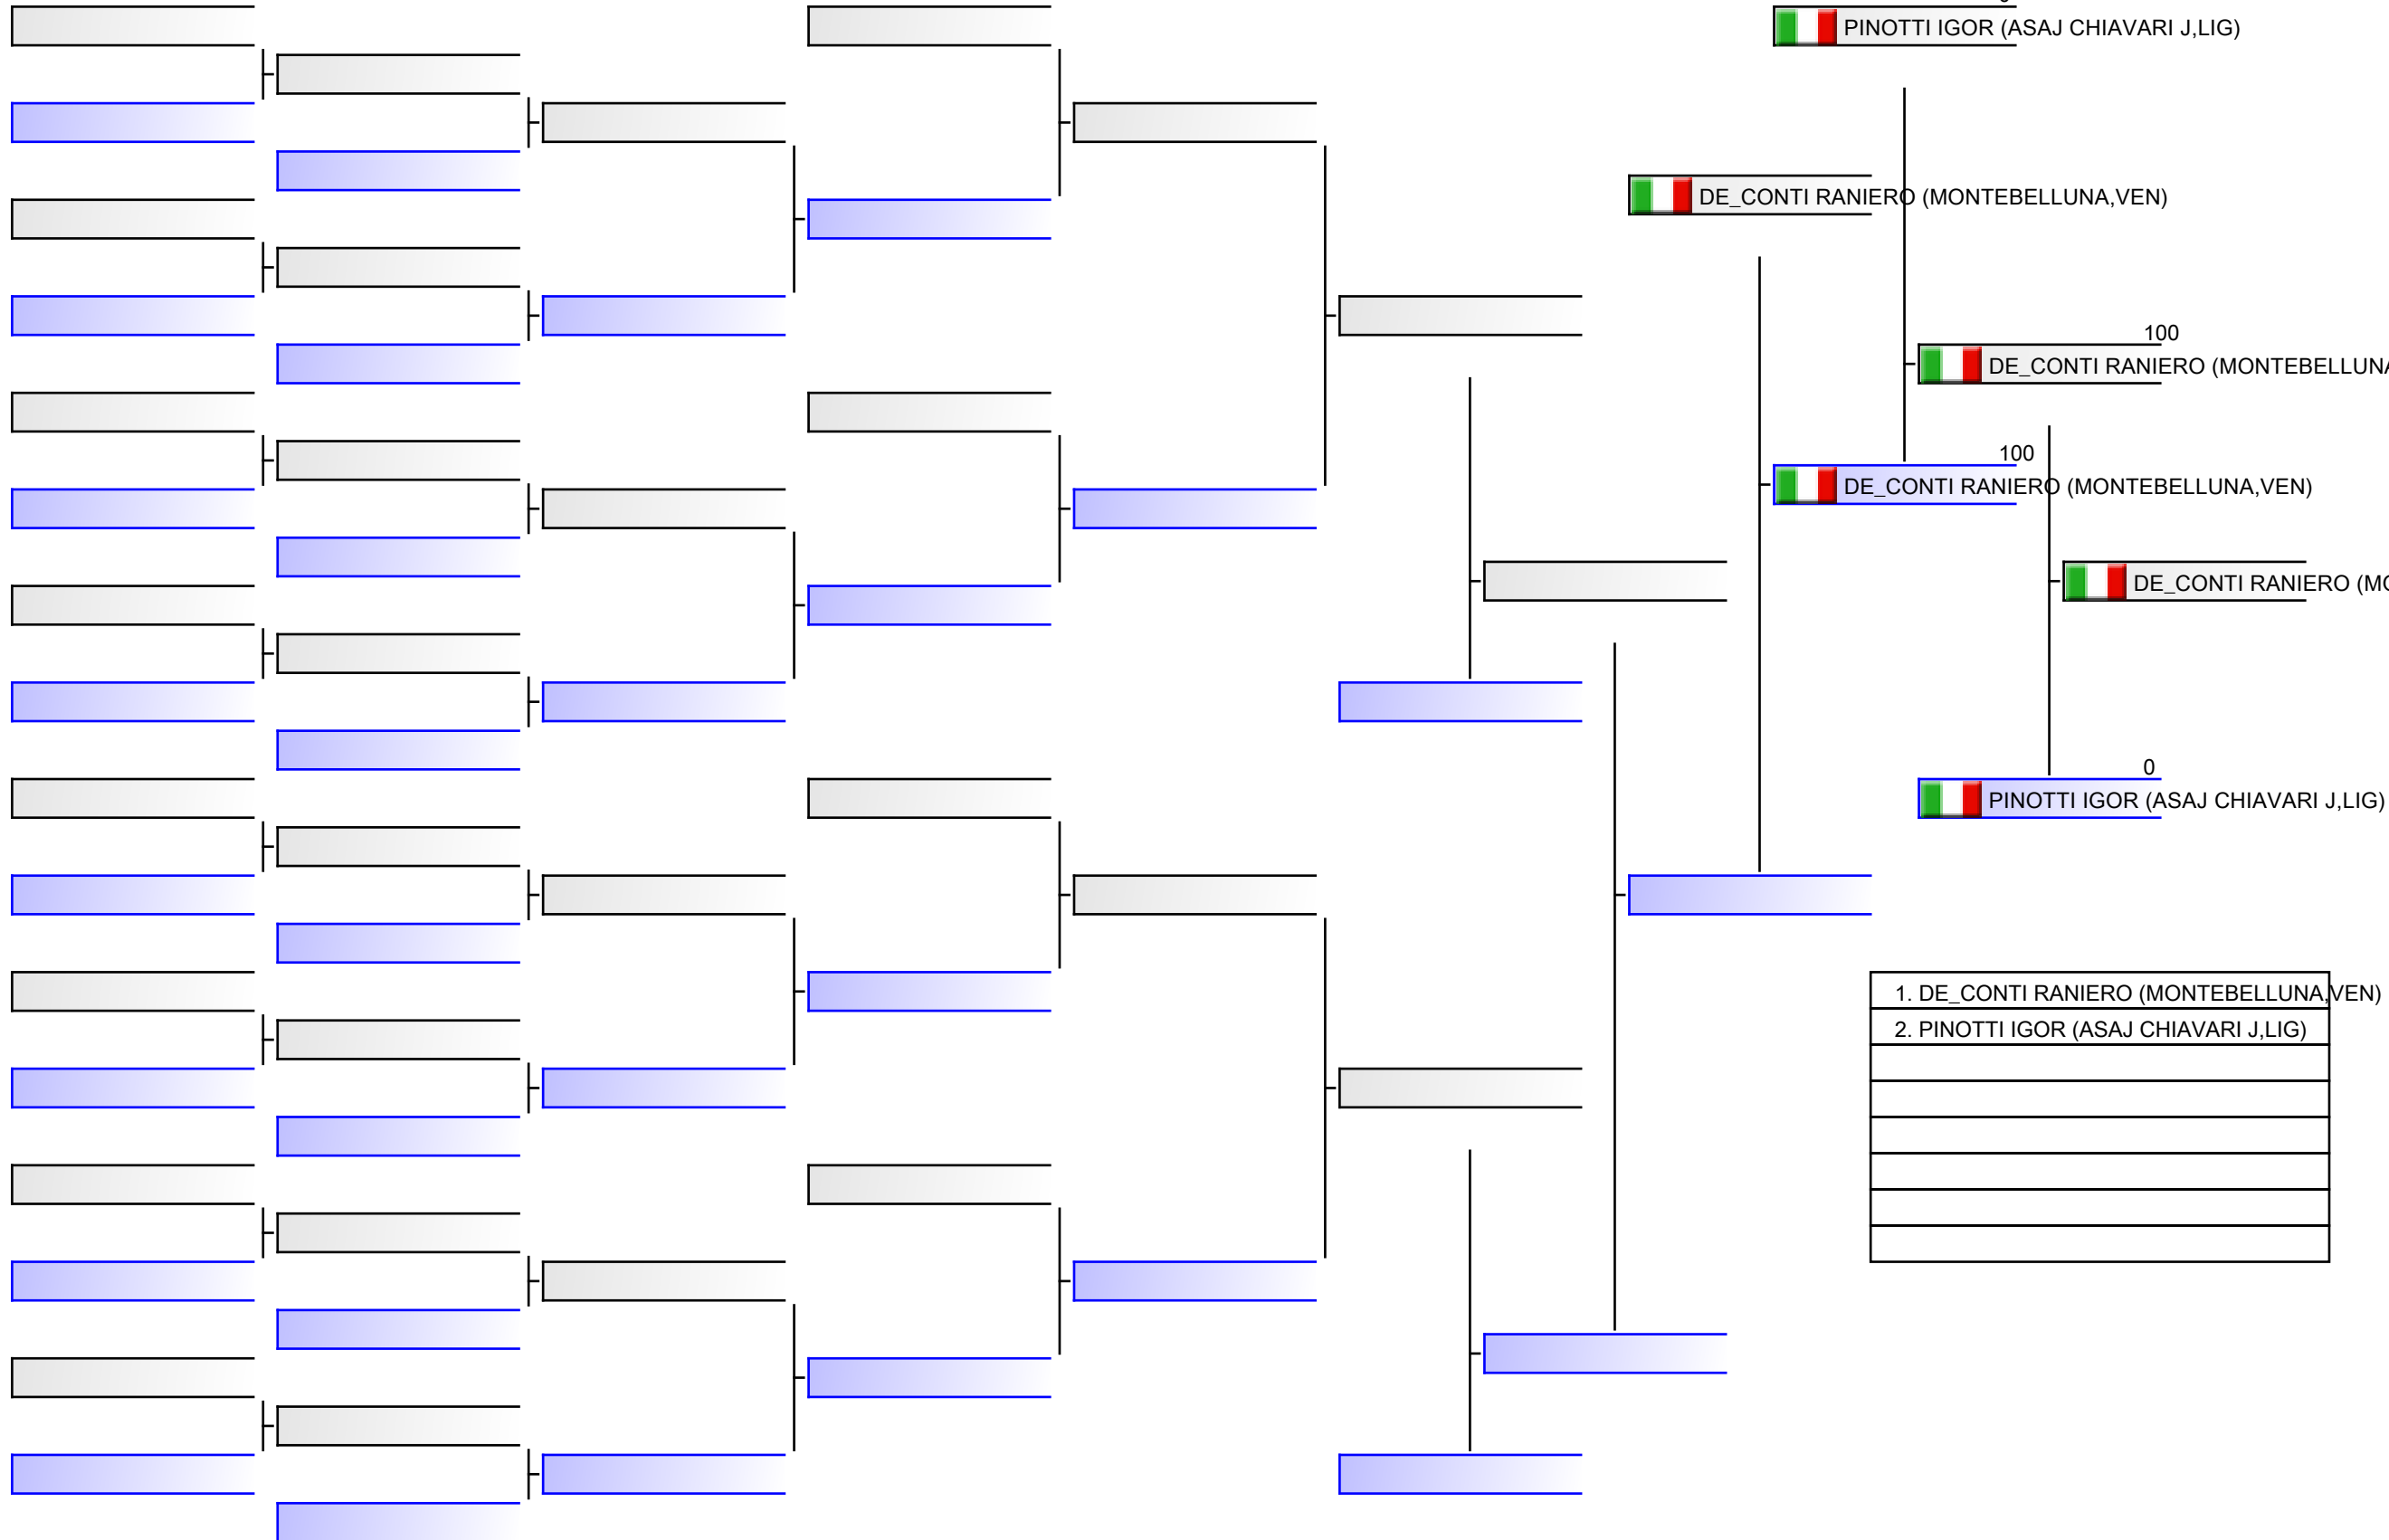 PINOTTI IGOR (ASAJ CHIAVARI J,LIG)
DE_CONTI RANIERO (MONTEBELLUNA,VEN)
100
DE_CONTI RANIERO (MONTEBELLUNA
100
DE_CONTI RANIERO (MONTEBELLUNA,VEN)
DE_CONTI RANIERO (MO
0
PINOTTI IGOR (ASAJ CHIAVARI J,LIG)
1. DE_CONTI RANIERO (MONTEBELLUNA,VEN)
2. PINOTTI IGOR (ASAJ CHIAVARI J,LIG)